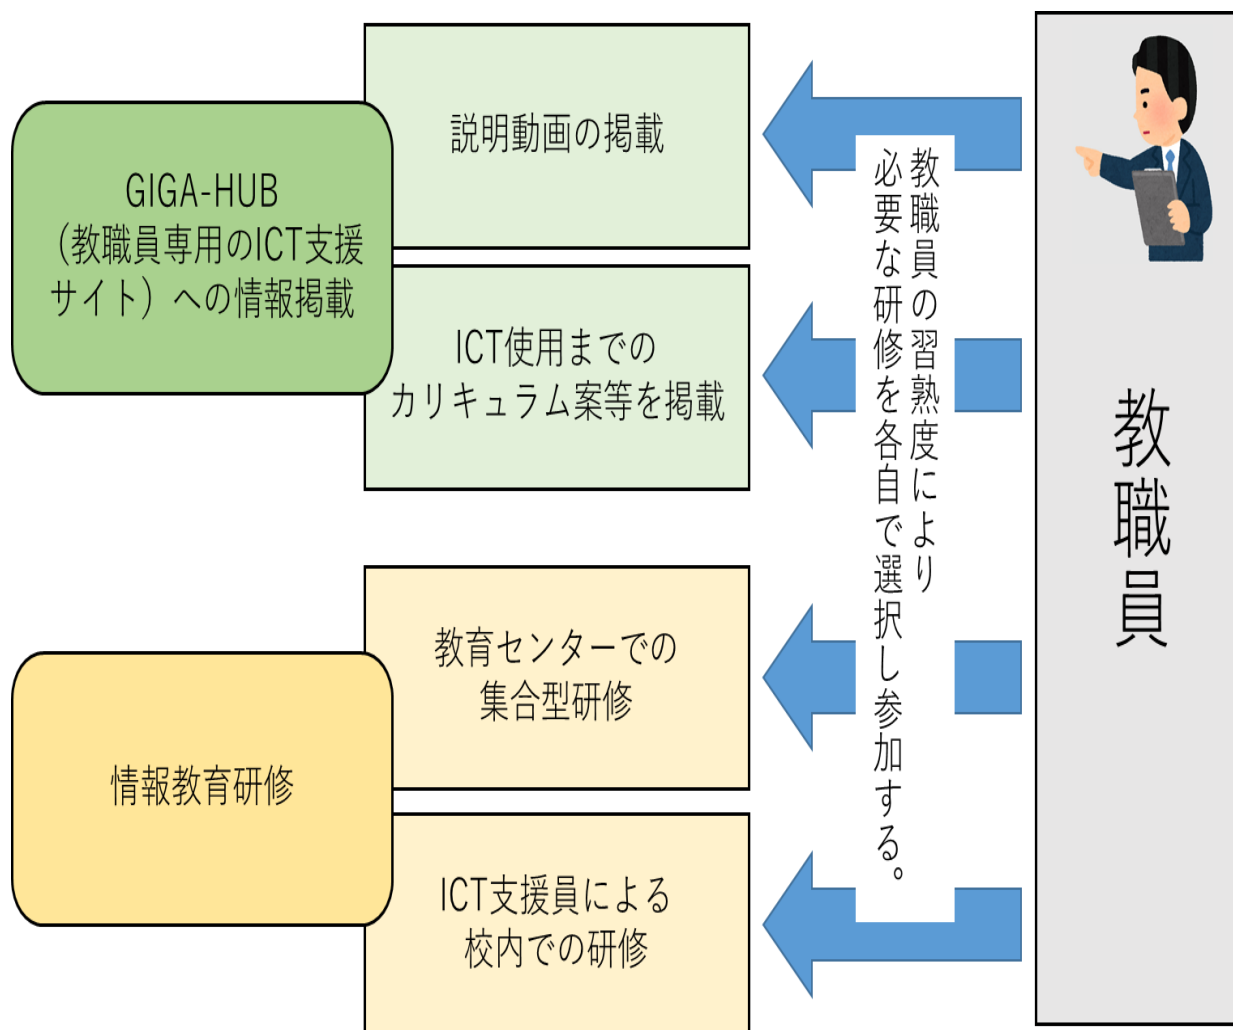 説明動画の掲載
GIGA-HUB
（教職員専用のICT支援
サイト）への情報掲載
ICT使用までの
カリキュラム案等を掲載
教育センターでの
集合型研修
情報教育研修
ICT支援員による
校内での研修
教職員の習熟度により
必要な研修を各自で選択し参加する。
教職員